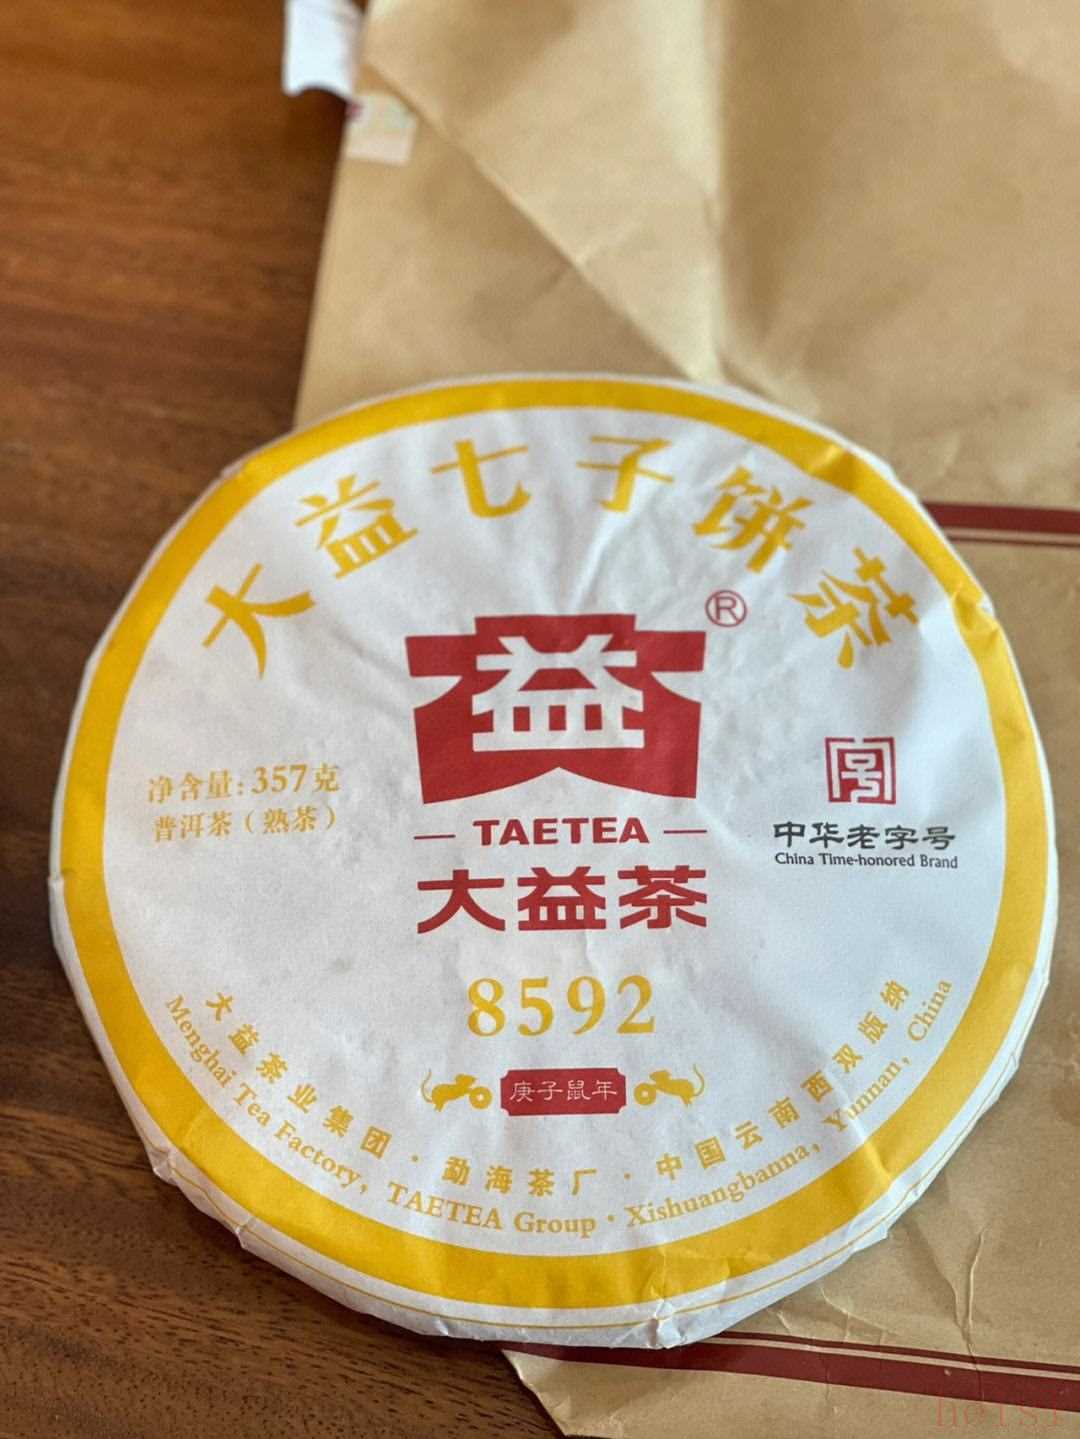 大益七子饼茶
益®
净含量：357克
普洱茶（熟茶）
TAETEA
大益茶
号
中华老字号
China Time-honored Brand
8592
庚子鼠年
大益茶业集团·勐海茶厂·中国云南西双版纳
Menghai Tea Factory, TAETEA Group·Xishuangbanna, Yunnan, China
heisi